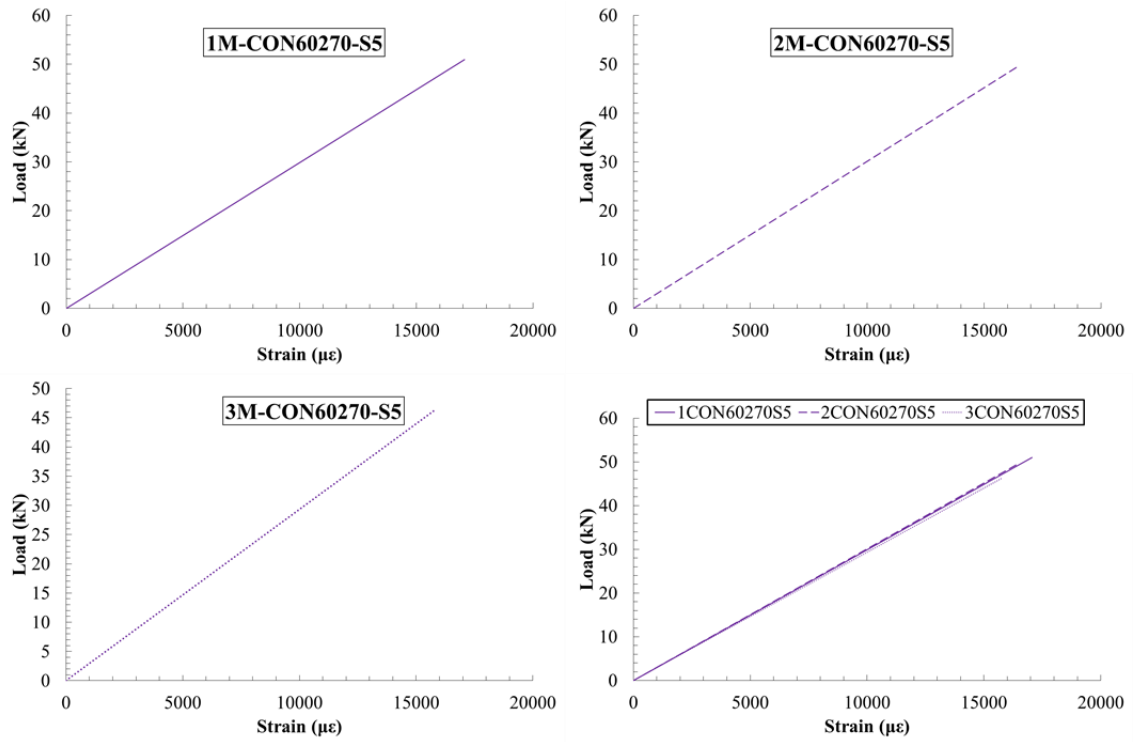 1M-CON60270-S5
60
50
40
30
20
10
0
Load (kN)
0 5000 10000 15000 20000
Strain (με)
2M-CON60270-S5
60
50
40
30
20
10
0
Load (kN)
0 5000 10000 15000 20000
Strain (με)
3M-CON60270-S5
50
45
40
35
30
25
20
15
10
5
0
Load (kN)
0 5000 10000 15000 20000
Strain (με)
1CON60270S5 2CON60270S5 3CON60270S5
60
50
40
30
20
10
0
Load (kN)
0 5000 10000 15000 20000
Strain (με)